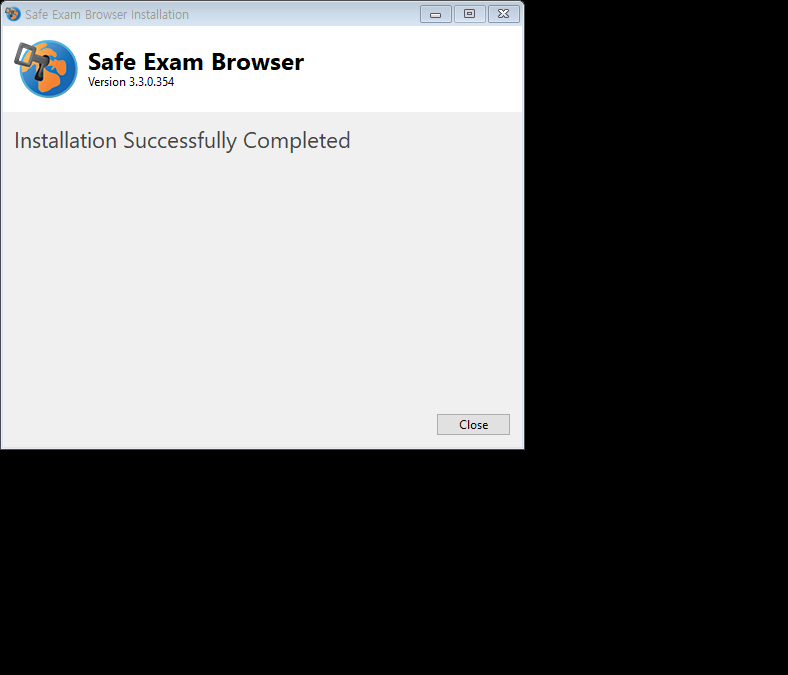 Safe Exam Browser Installation
Safe Exam Browser
Version 3.3.0.354
Installation Successfully Completed
Close